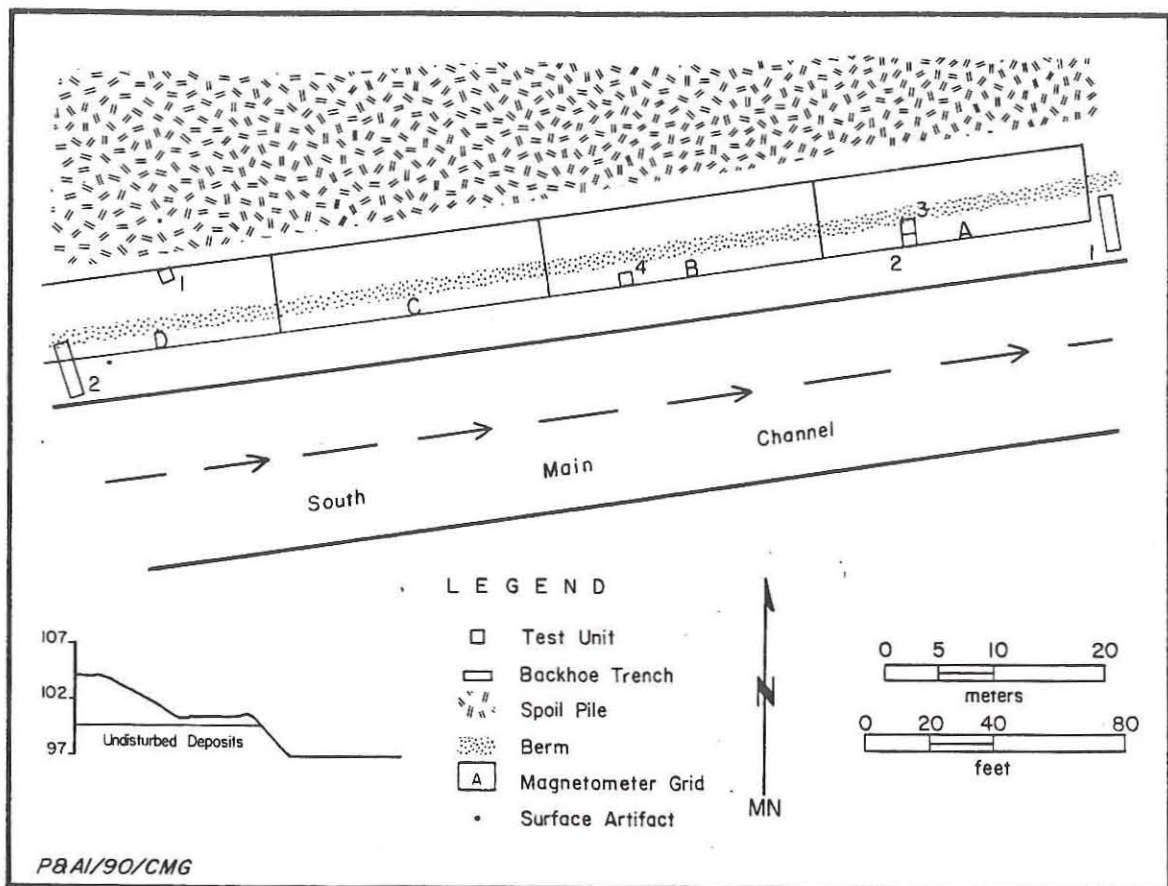 3
A
1
2
4
B
1
C
D
2
Channel
Main
South
LEGEND
Test Unit
Backhoe Trench
Spoil Pile
Berm
A Magnetometer Grid
Surface Artifact
107
102
97
Undisturbed Deposits
N
MN
0 5 10 20
meters
0 20 40 80
feet
P&AI/90/CMG